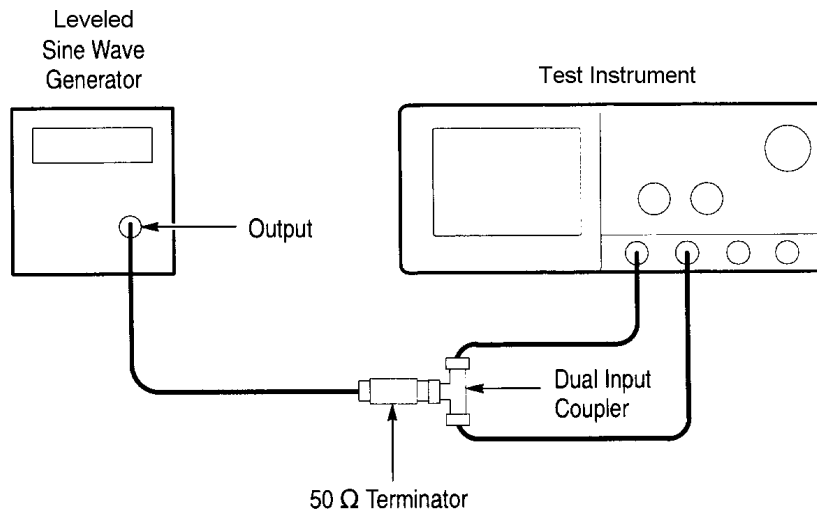 Leveled
Sine Wave
Generator
Test Instrument
Output
Dual Input
Coupler
50 Ω Terminator